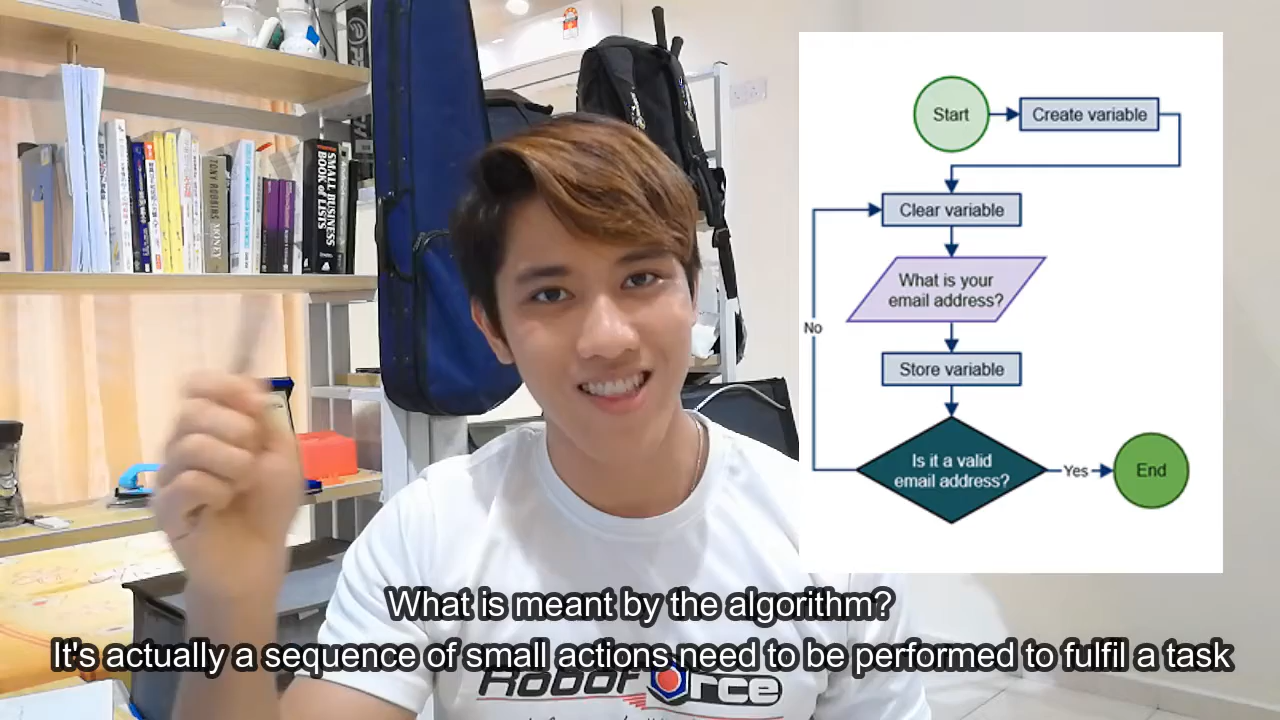 TONY ROBBINS MONEY
SMALL BUSINESS
BOOK OF LISTS
Start
Create variable
Clear variable
What is your
email address?
No
Store variable
Is it a valid
email address?
Yes
End
What is meant by the algorithm?
It's actually a sequence of small actions need to be performed to fulfil a task
RoboForce